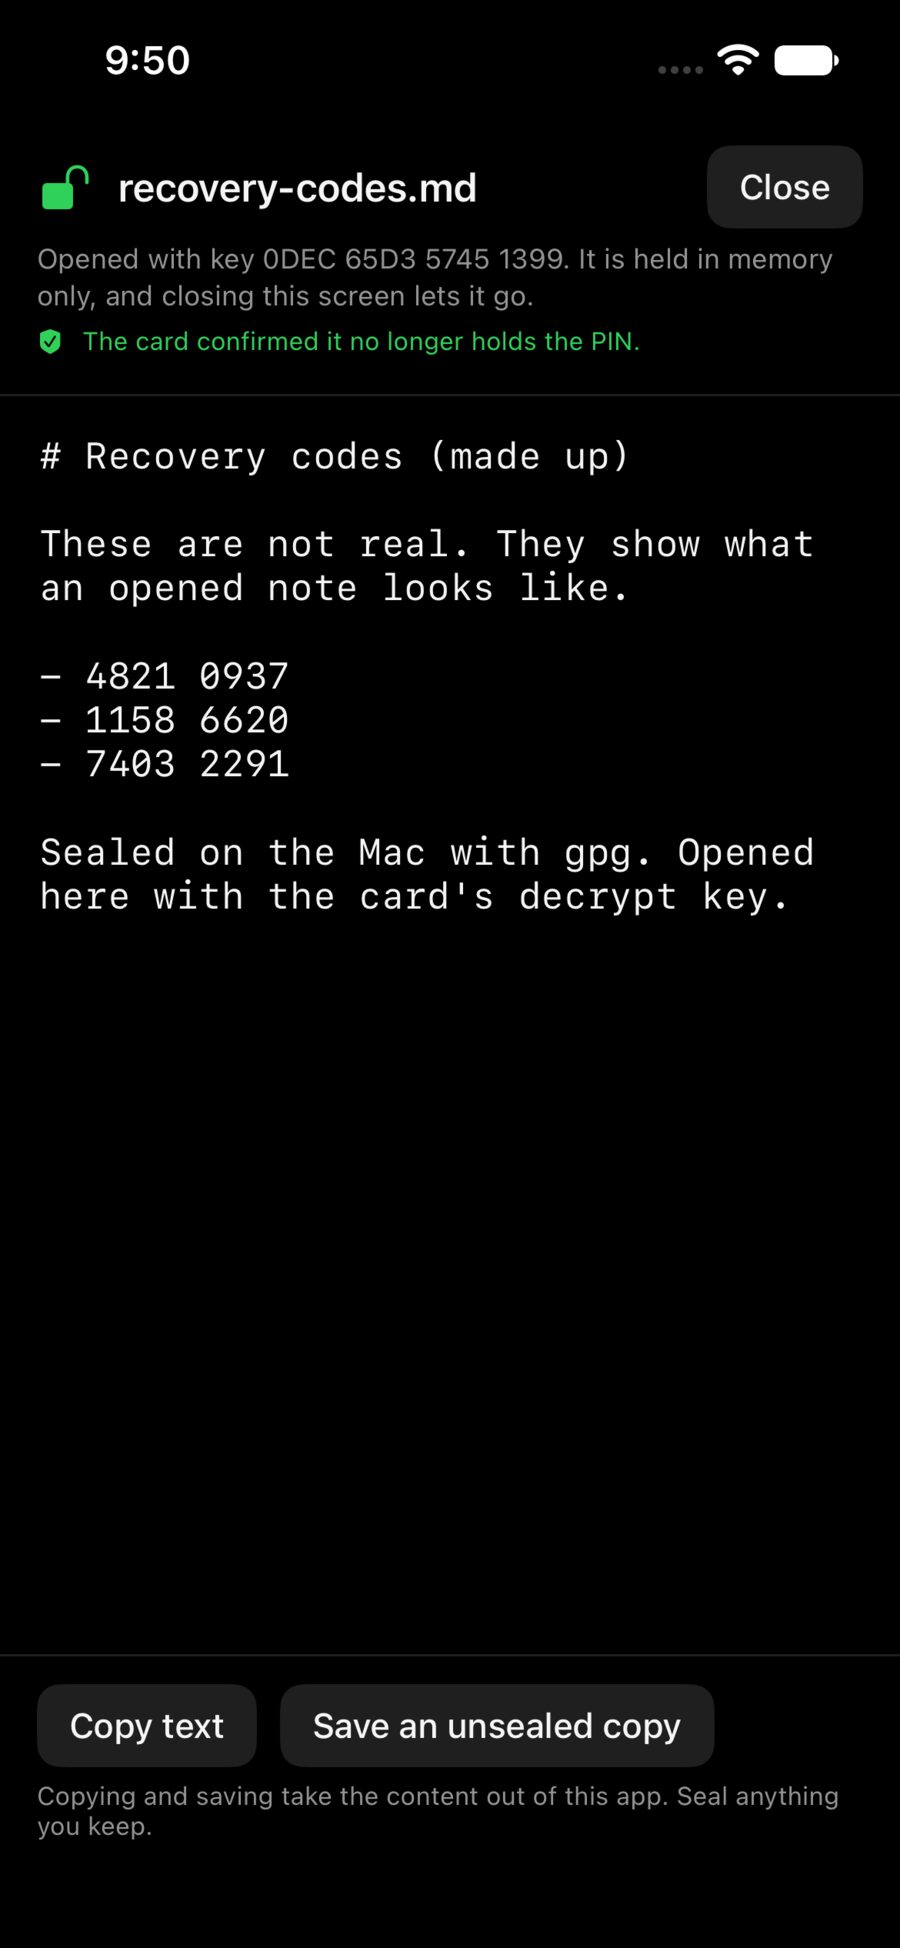 9:50
recovery-codes.md
Close
Opened with key 0DEC 65D3 5745 1399. It is held in memory
only, and closing this screen lets it go.
The card confirmed it no longer holds the PIN.
# Recovery codes (made up)
These are not real. They show what
an opened note looks like.
- 4821 0937
- 1158 6620
- 7403 2291
Sealed on the Mac with gpg. Opened
here with the card's decrypt key.
Copy text
Save an unsealed copy
Copying and saving take the content out of this app. Seal anything
you keep.